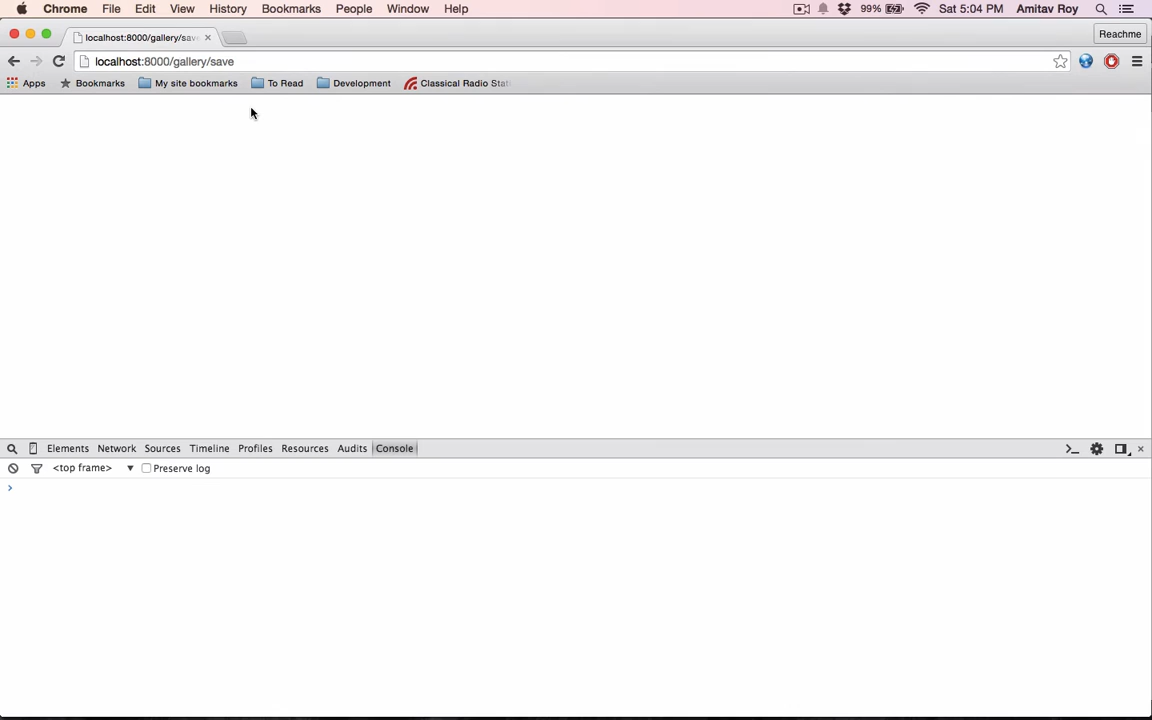 Chrome File Edit View History Bookmarks People Window Help 99% Sat 5:04 PM Amitav Roy
localhost:8000/gallery/sav × Reachme
localhost:8000/gallery/save
Apps Bookmarks My site bookmarks To Read Development Classical Radio Stat
Elements Network Sources Timeline Profiles Resources Audits Console ×
<top frame> ▼ Preserve log
>